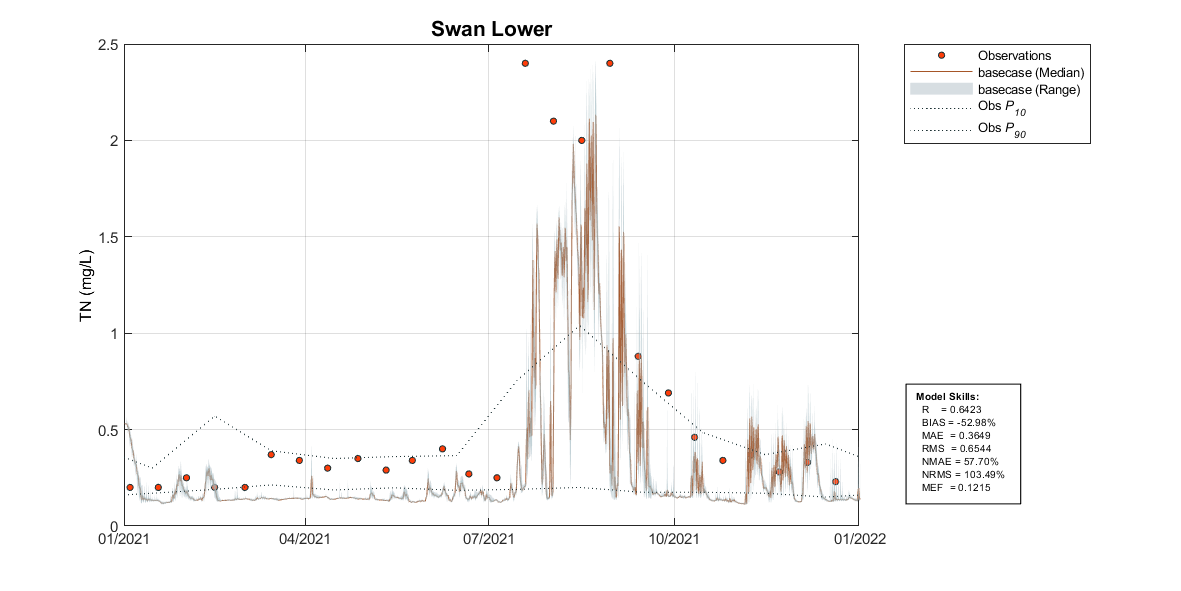 Swan Lower
2.5
2
1.5
1
0.5
0
TN (mg/L)
01/2021
04/2021
07/2021
10/2021
01/2022
Observations
basecase (Median)
basecase (Range)
Obs P10
Obs P90
Model Skills:
R = 0.6423
BIAS = -52.98%
MAE = 0.3649
RMS = 0.6544
NMAE = 57.70%
NRMS = 103.49%
MEF = 0.1215